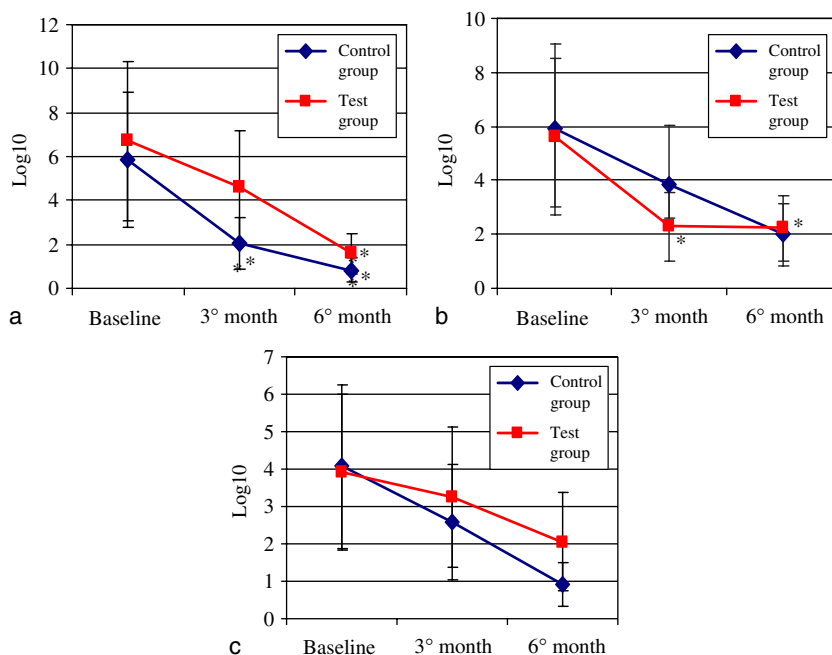 12
10
8
6
4
2
0
Log10
Control
group
Test
group
*
* *
*
*
*
*
Baseline
3° month
6° month
a
10
8
6
4
2
0
Log10
Control
group
Test
group
*
*
Baseline
3° month
6° month
b
7
6
5
4
3
2
1
0
Log10
Control
group
Test
group
Baseline
3° month
6° month
c